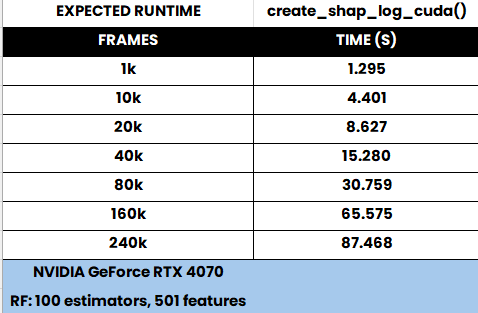 EXPECTED RUNTIME create_shap_log_cuda()
FRAMES TIME (S)
1k 1.295
10k 4.401
20k 8.627
40k 15.280
80k 30.759
160k 65.575
240k 87.468
NVIDIA GeForce RTX 4070
RF: 100 estimators, 501 features